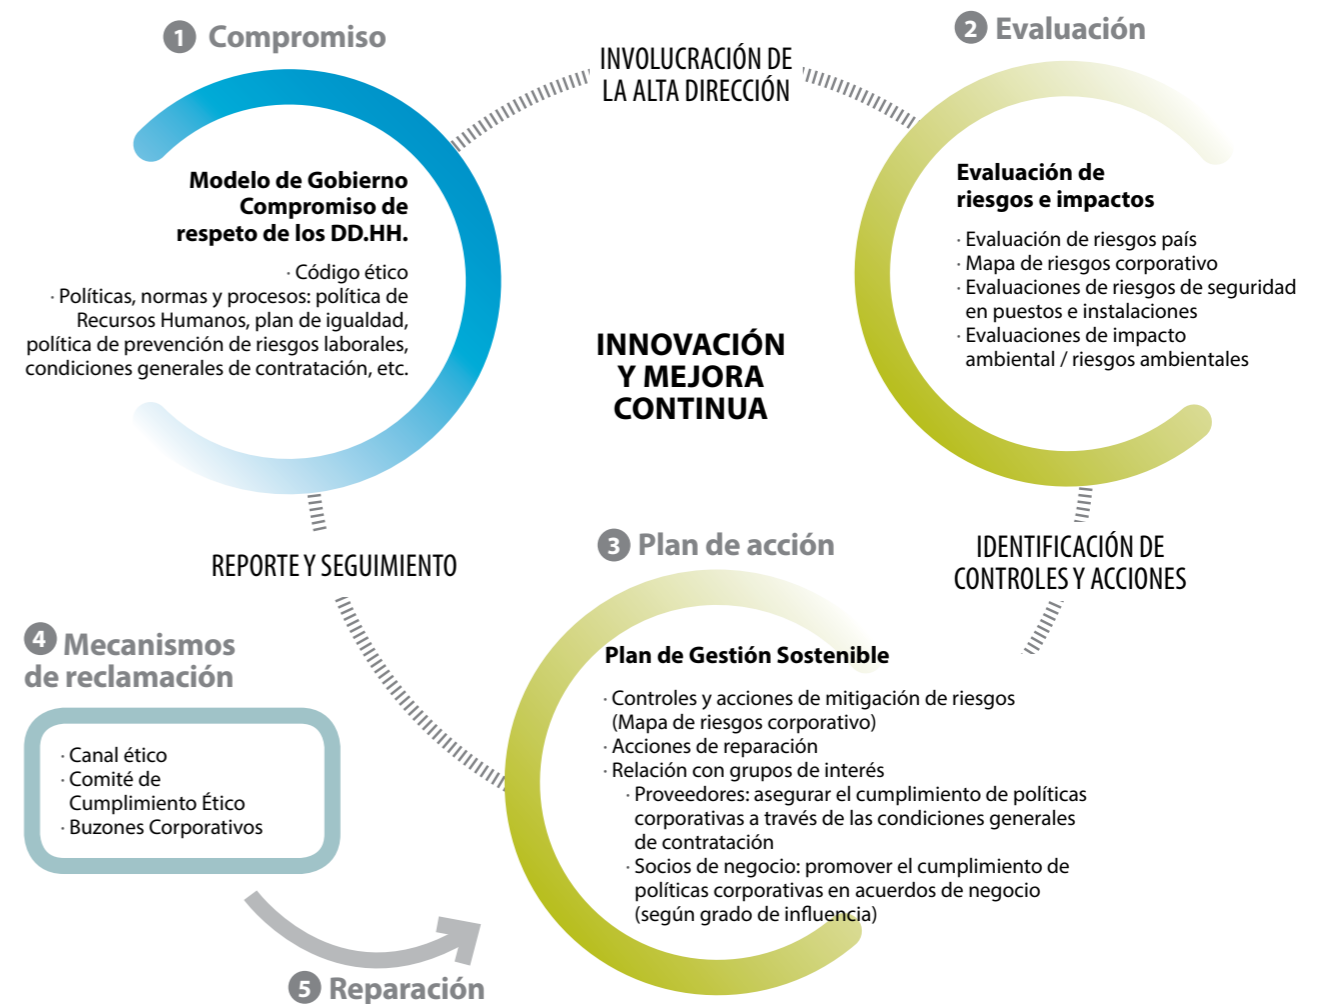 1 Compromiso
Modelo de Gobierno
Compromiso de
respeto de los DD.HH.
· Código ético
· Políticas, normas y procesos: política de
Recursos Humanos, plan de igualdad,
política de prevención de riesgos laborales,
condiciones generales de contratación, etc.
INVOLUCRACIÓN DE
LA ALTA DIRECCIÓN
2 Evaluación
Evaluación de
riesgos e impactos
· Evaluación de riesgos país
· Mapa de riesgos corporativo
· Evaluaciones de riesgos de seguridad
en puestos e instalaciones
· Evaluaciones de impacto
ambiental / riesgos ambientales
INNOVACIÓN
Y MEJORA
CONTINUA
IDENTIFICACIÓN DE
CONTROLES Y ACCIONES
3 Plan de acción
Plan de Gestión Sostenible
· Controles y acciones de mitigación de riesgos
(Mapa de riesgos corporativo)
· Acciones de reparación
· Relación con grupos de interés
· Proveedores: asegurar el cumplimiento de políticas
corporativas a través de las condiciones generales
de contratación
· Socios de negocio: promover el cumplimiento de
políticas corporativas en acuerdos de negocio
(según grado de influencia)
REPORTE Y SEGUIMIENTO
4 Mecanismos
de reclamación
· Canal ético
· Comité de
Cumplimiento Ético
· Buzones Corporativos
5 Reparación